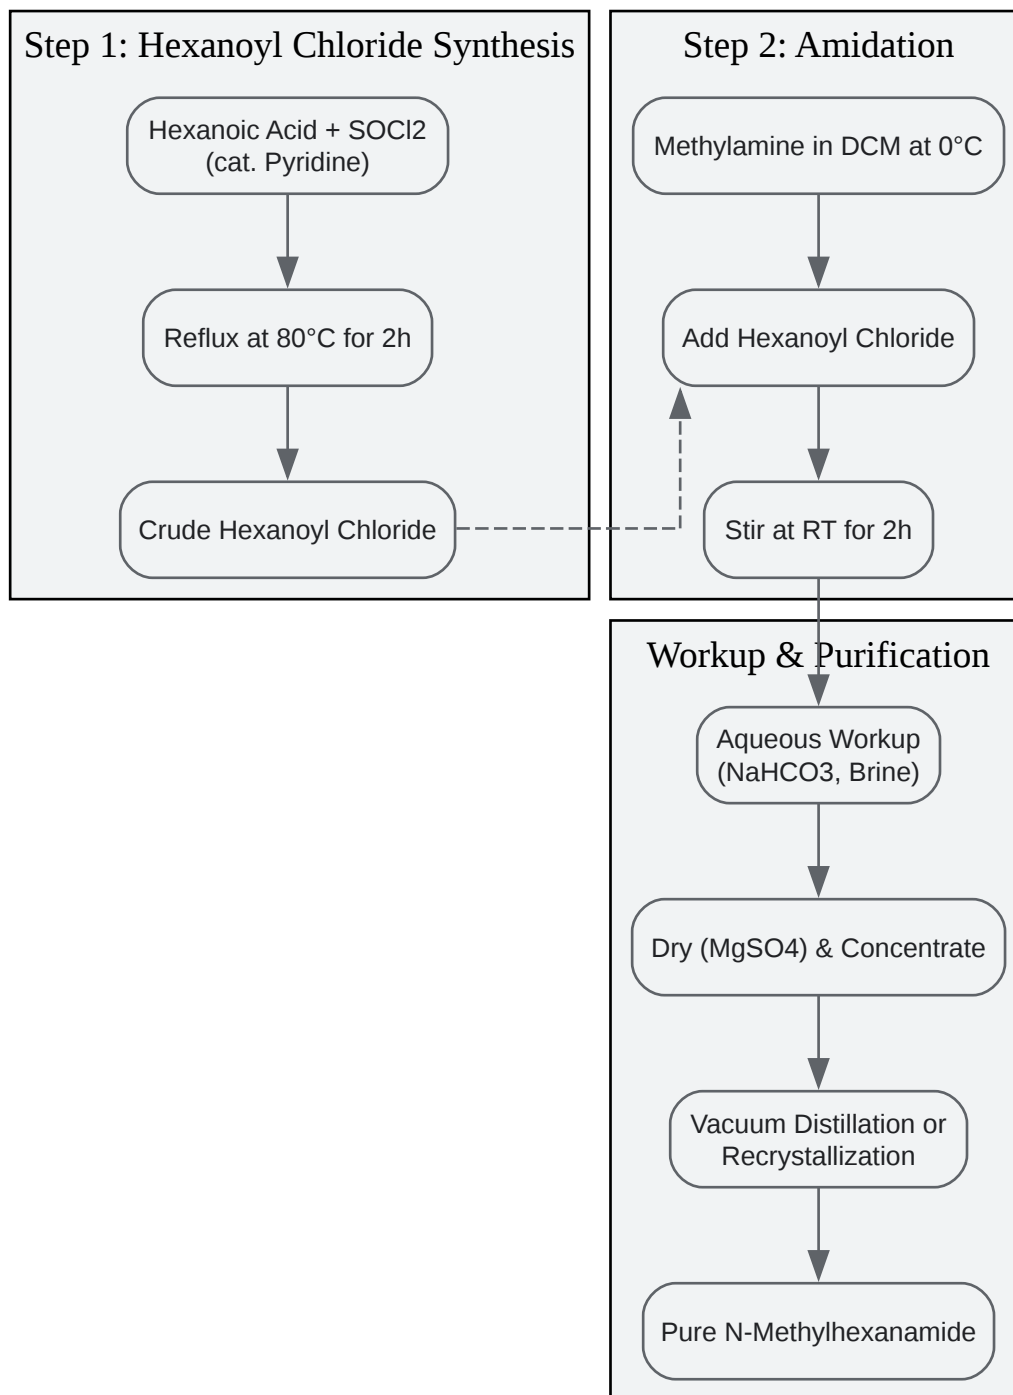 Step 1: Hexanoyl Chloride Synthesis
Hexanoic Acid + SOCl2
(cat. Pyridine)
Reflux at 80°C for 2h
Crude Hexanoyl Chloride
Step 2: Amidation
Methylamine in DCM at 0°C
Add Hexanoyl Chloride
Stir at RT for 2h
Workup & Purification
Aqueous Workup
(NaHCO3, Brine)
Dry (MgSO4) & Concentrate
Vacuum Distillation or
Recrystallization
Pure N-Methylhexanamide